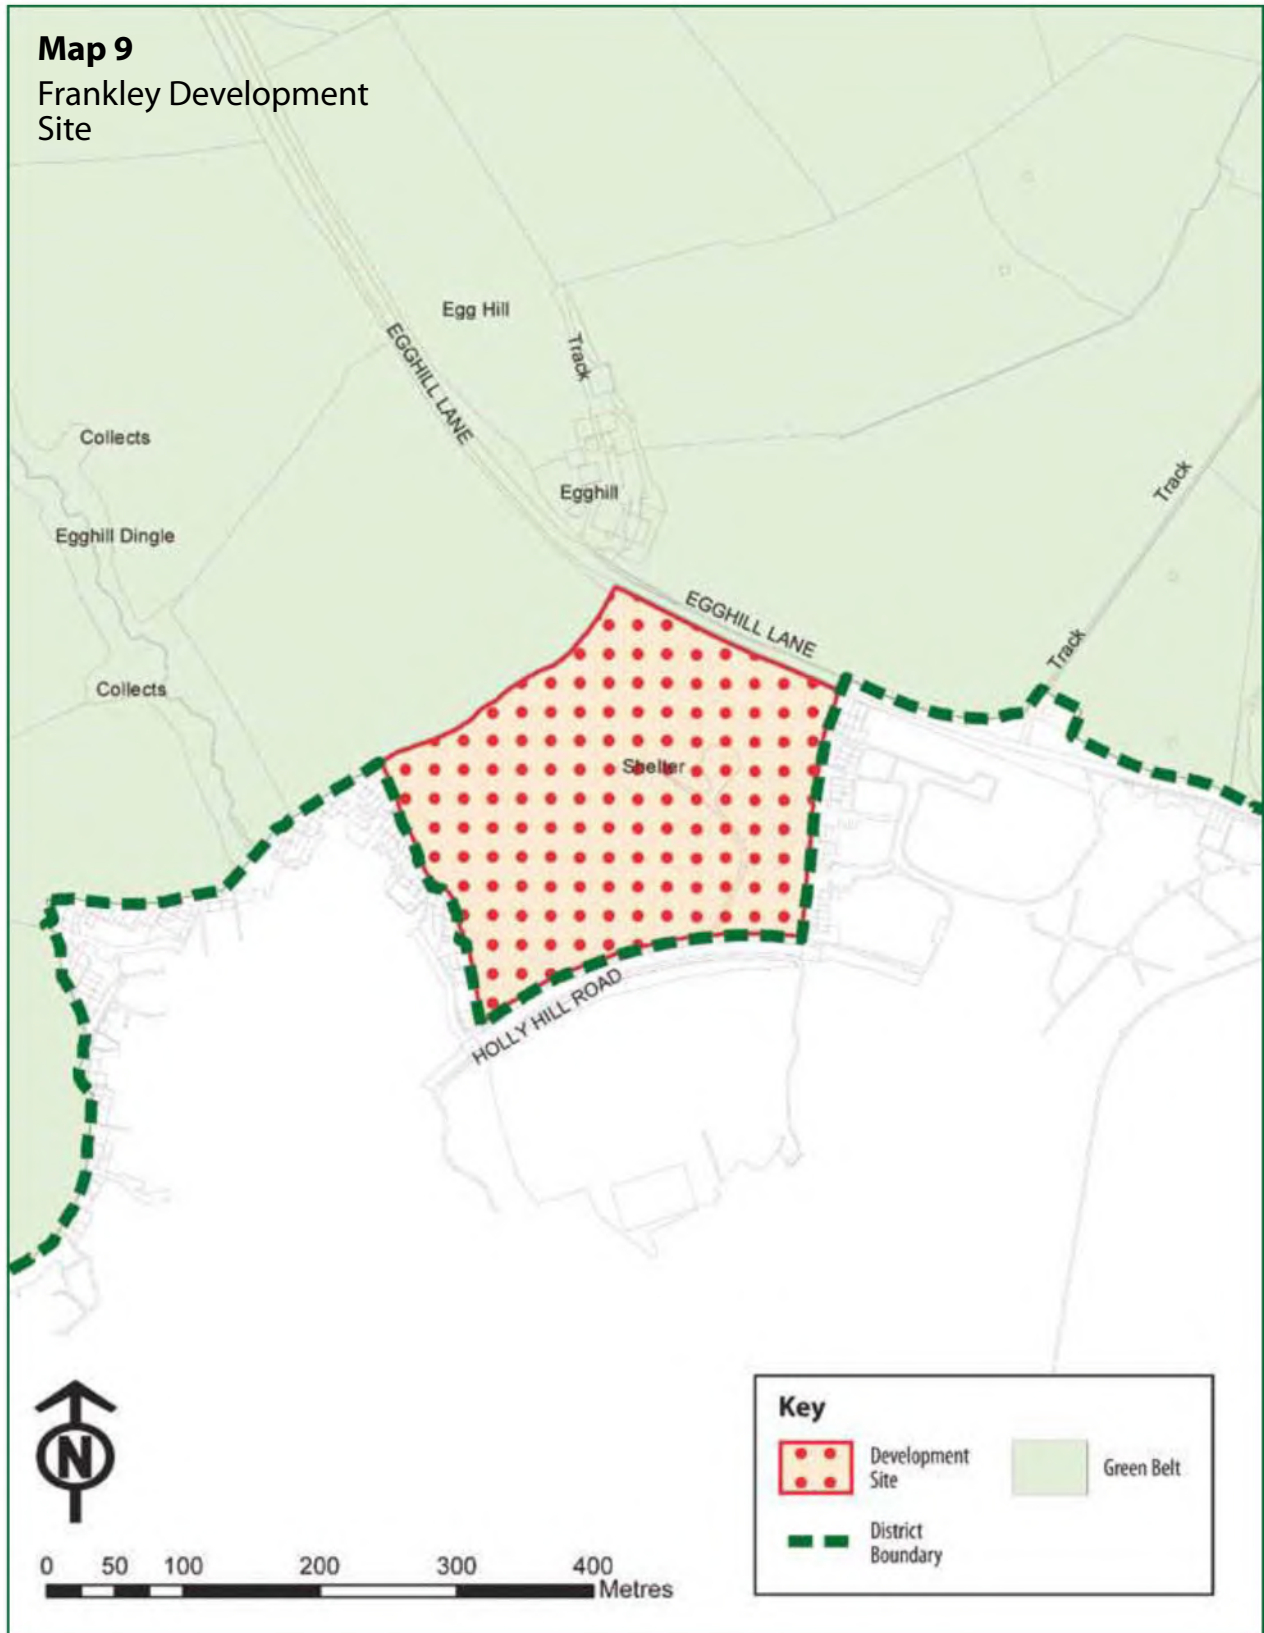 Map 9
Frankley Development
Site
Egg Hill
Track
EGGHILL LANE
Collects
Egghill
Track
Egghill Dingle
EGGHILL LANE
Track
Collects
Shelter
HOLLY HILL ROAD
N
Key
Development
Site
Green Belt
District
Boundary
0 50 100 200 300 400
Metres